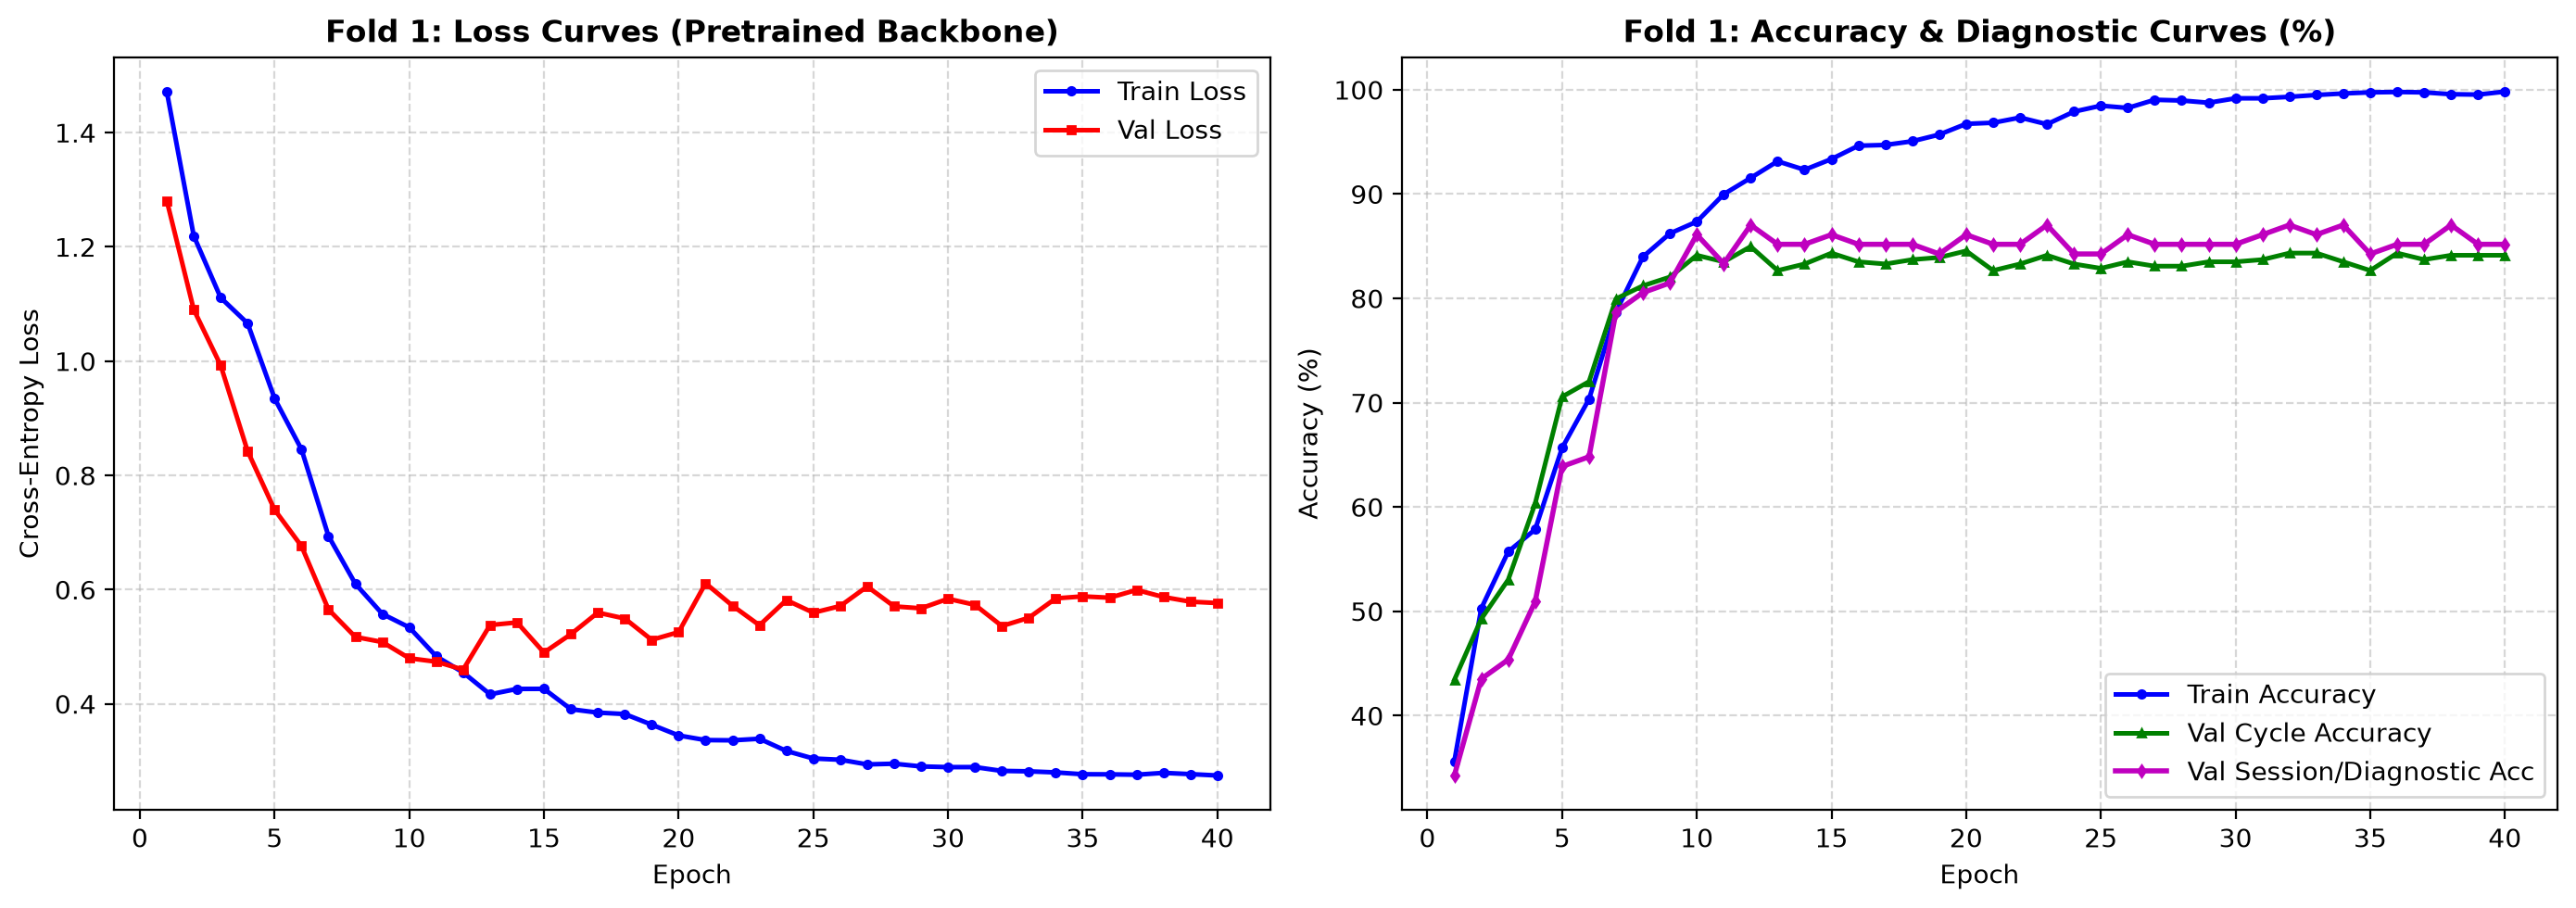 Fold 1: Loss Curves (Pretrained Backbone)
Train Loss
Val Loss
1.4
1.2
1.0
0.8
0.6
0.4
Cross-Entropy Loss
0 5 10 15 20 25 30 35 40
Epoch
Fold 1: Accuracy & Diagnostic Curves (%)
100
90
80
70
60
50
40
Accuracy (%)
Train Accuracy
Val Cycle Accuracy
Val Session/Diagnostic Acc
0 5 10 15 20 25 30 35 40
Epoch